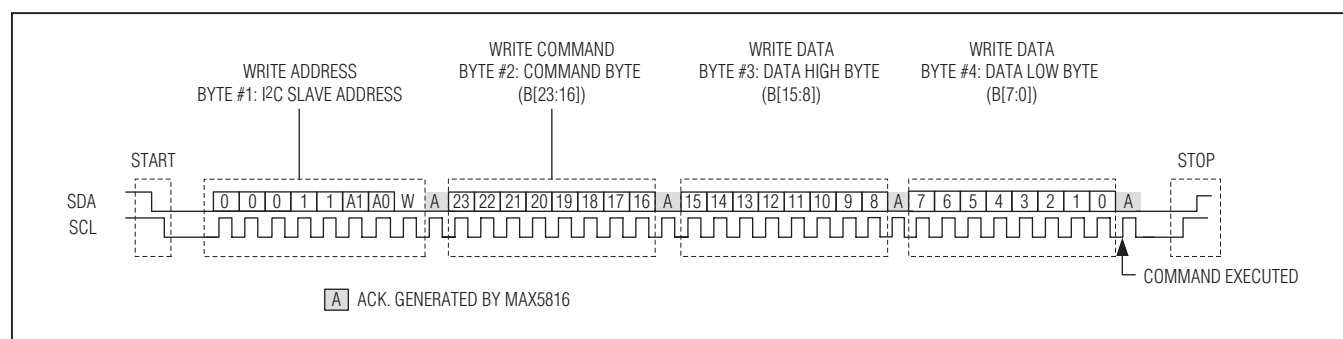 WRITE ADDRESS
BYTE #1: I2C SLAVE ADDRESS
WRITE COMMAND
BYTE #2: COMMAND BYTE
(B[23:16])
WRITE DATA
BYTE #3: DATA HIGH BYTE
(B[15:8])
WRITE DATA
BYTE #4: DATA LOW BYTE
(B[7:0])
START
STOP
SDA 0 0 0 1 1 A1 A0 W A 23 22 21 20 19 18 17 16 A 15 14 13 12 11 10 9 8 A 7 6 5 4 3 2 1 0 A
SCL
COMMAND EXECUTED
A ACK. GENERATED BY MAX5816